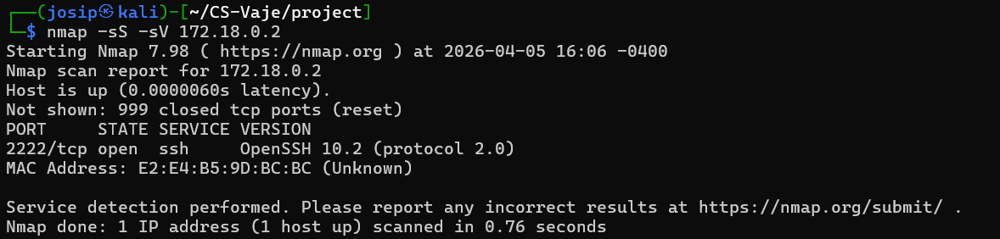 ┌──(josip㉿kali)-[~/CS-Vaje/project]
└─$ nmap -sS -sV 172.18.0.2
Starting Nmap 7.98 ( https://nmap.org ) at 2026-04-05 16:06 -0400
Nmap scan report for 172.18.0.2
Host is up (0.0000060s latency).
Not shown: 999 closed tcp ports (reset)
PORT     STATE SERVICE VERSION
2222/tcp open  ssh     OpenSSH 10.2 (protocol 2.0)
MAC Address: E2:E4:B5:9D:BC:BC (Unknown)

Service detection performed. Please report any incorrect results at https://nmap.org/submit/ .
Nmap done: 1 IP address (1 host up) scanned in 0.76 seconds